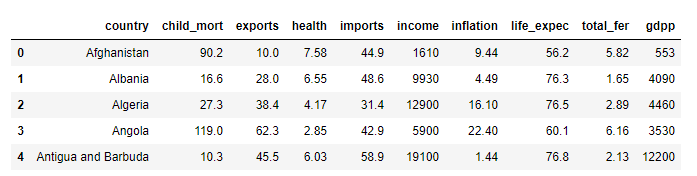 country child_mort exports health imports income inflation life_expec total_fer gdpp
0 Afghanistan 90.2 10.0 7.58 44.9 1610 9.44 56.2 5.82 553
1 Albania 16.6 28.0 6.55 48.6 9930 4.49 76.3 1.65 4090
2 Algeria 27.3 38.4 4.17 31.4 12900 16.10 76.5 2.89 4460
3 Angola 119.0 62.3 2.85 42.9 5900 22.40 60.1 6.16 3530
4 Antigua and Barbuda 10.3 45.5 6.03 58.9 19100 1.44 76.8 2.13 12200